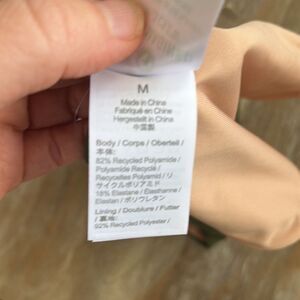 M
Made in China
Fabriqué en Chine
Hergestellt in China
中国製
Body / Corps / Oberteil /
本体:
82% Recycled Polyamide /
Polyamide Recyclé /
Recyceltes Polyamid / リ
サイクルポリアミド
18% Elastane / Élasthanne /
Elastan / ポリウレタン
Lining / Doublure / Futter
/ 裏地:
92% Recycled Polyester /